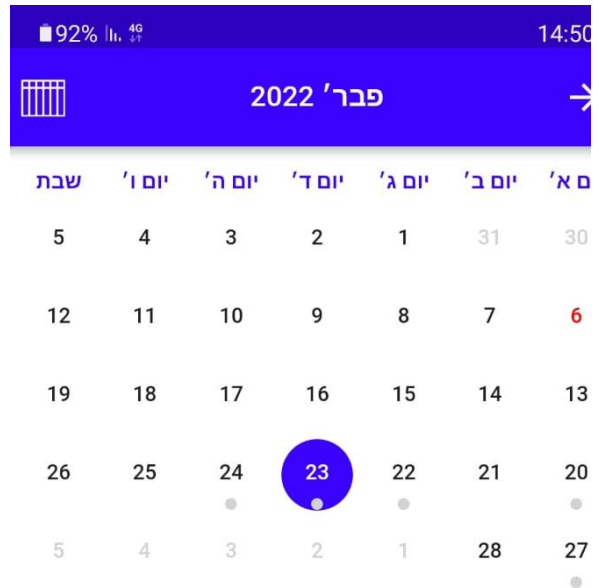 92% 4G 14:50
פבר׳ 2022
ם א׳ יום ב׳ יום ג׳ יום ד׳ יום ה׳ יום ו׳ שבת
30 31 1 2 3 4 5
6 7 8 9 10 11 12
13 14 15 16 17 18 19
20 21 22 23 24 25 26
27 28 1 2 3 4 5